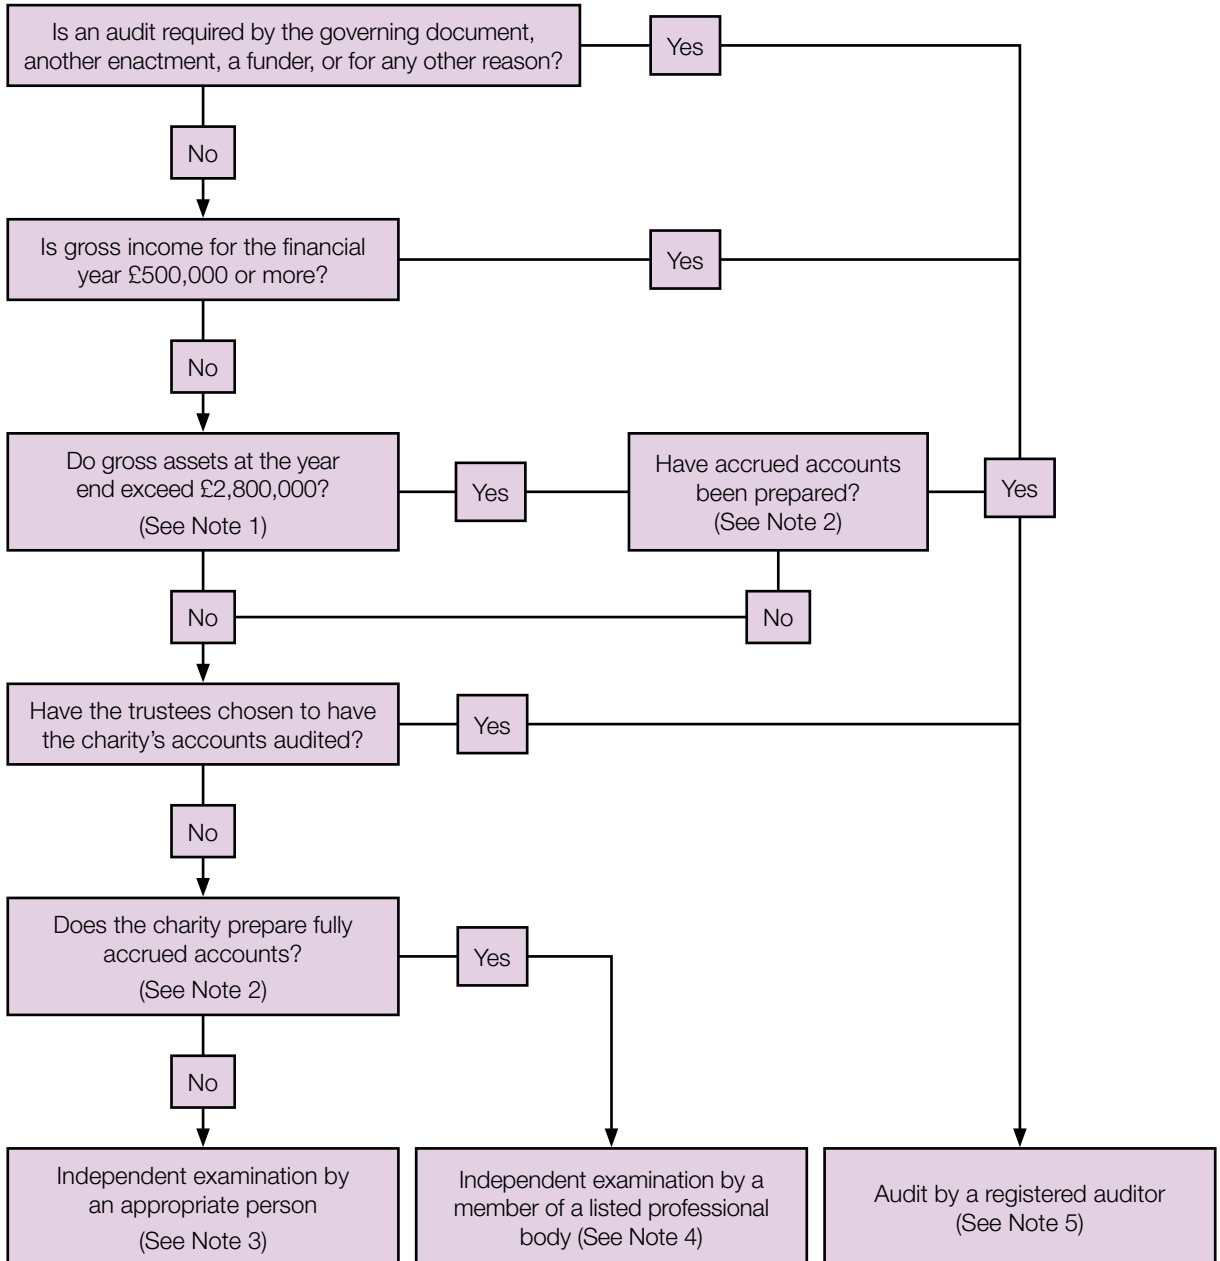 Is an audit required by the governing document,
another enactment, a funder, or for any other reason?
Yes
No
Is gross income for the financial
year £500,000 or more?
Yes
No
Do gross assets at the year
end exceed £2,800,000?
(See Note 1)
Yes
Have accrued accounts
been prepared?
(See Note 2)
Yes
No
No
Have the trustees chosen to have
the charity’s accounts audited?
Yes
No
Does the charity prepare fully
accrued accounts?
(See Note 2)
Yes
No
Independent examination by
an appropriate person
(See Note 3)
Independent examination by a
member of a listed professional
body (See Note 4)
Audit by a registered auditor
(See Note 5)